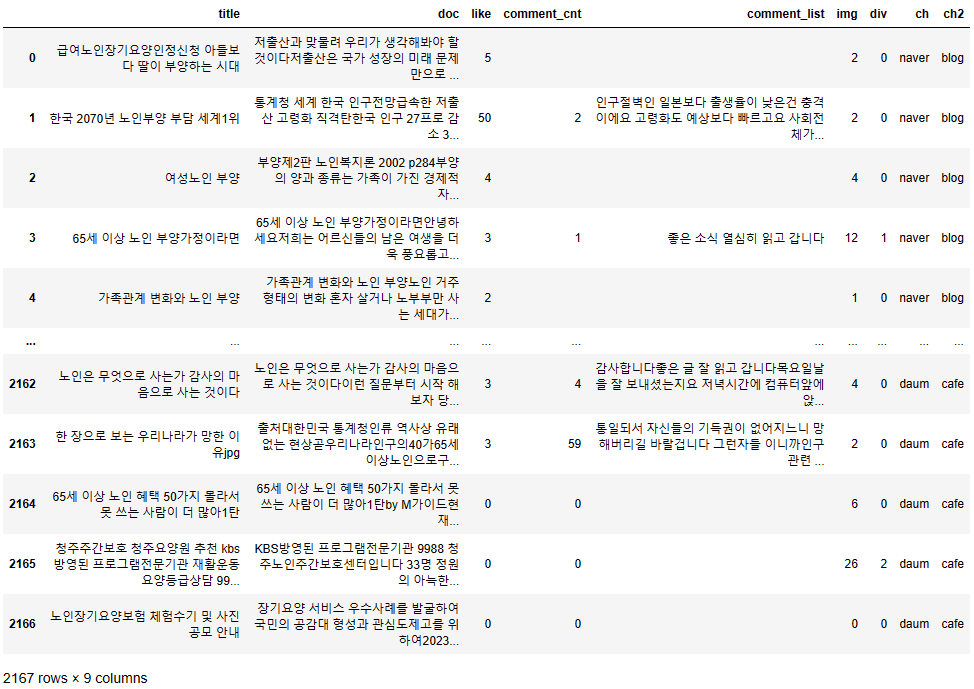 title doc like comment_cnt comment_list img div ch ch2
0 급여노인장기요양인정신청 아들보다 딸이 부양하는 시대 저출산과 맞물려 우리가 생각해봐야 할 것이다저출산은 국가 성장의 미래 문제만으로 ... 5 2 0 naver blog
1 한국 2070년 노인부양 부담 세계1위 통계청 세계 한국 인구전망급속한 저출산 고령화 직격탄한국 인구 27프로 감소 3... 50 2 인구절벽인 일본보다 출생율이 낮은건 충격이에요 고령화도 예상보다 빠르고요 사회전체가... 2 0 naver blog
2 여성노인 부양 부양제2판 노인복지론 2002 p284부양의 양과 종류는 가족이 가진 경제적 자... 4 4 0 naver blog
3 65세 이상 노인 부양가정이라면 65세 이상 노인 부양가정이라면안녕하세요저희는 어르신들의 남은 여생을 더욱 풍요롭고... 3 1 좋은 소식 열심히 읽고 갑니다 12 1 naver blog
4 가족관계 변화와 노인 부양 가족관계 변화와 노인 부양노인 거주형태의 변화 혼자 살거나 노부부만 사는 세대가... 2 1 0 naver blog
... ... ... ... ... ... ... ... ... ...
2162 노인은 무엇으로 사는가 감사의 마음으로 사는 것이다 노인은 무엇으로 사는가 감사의 마음으로 사는 것이다이런 질문부터 시작 해보자 당... 3 4 감사합니다좋은 글 잘 읽고 갑니다목요일날을 잘 보내셨는지요 저녁시간에 컴퓨터앞에 앉... 4 0 daum cafe
2163 한 장으로 보는 우리나라가 망한 이유jpg 출처대한민국 통계청인류 역사상 유래없는 현상곧우리나라인구의40가65세이상노인으로구... 3 59 통일되서 자신들의 기득권이 없어지느니 망해버리길 바랄겁니다 그런자들 이니까인구 관련 ... 2 0 daum cafe
2164 65세 이상 노인 혜택 50가지 몰라서 못 쓰는 사람이 더 많아1탄 65세 이상 노인 혜택 50가지 몰라서 못 쓰는 사람이 더 많아1탄by M가이드현재... 0 0 6 0 daum cafe
2165 청주주간보호 청주요양원 추천 kbs방영된 프로그램전문기관 재활운동 요양등급상담 99... KBS방영된 프로그램전문기관 9988 청주노인주간보호센터입니다 33명 정원의 아늑한... 0 0 26 2 daum cafe
2166 노인장기요양보험 체험수기 및 사진 공모 안내 장기요양 서비스 우수사례를 발굴하여 국민의 공감대 형성과 관심도제고를 위하여2023... 0 0 0 0 daum cafe
2167 rows × 9 columns